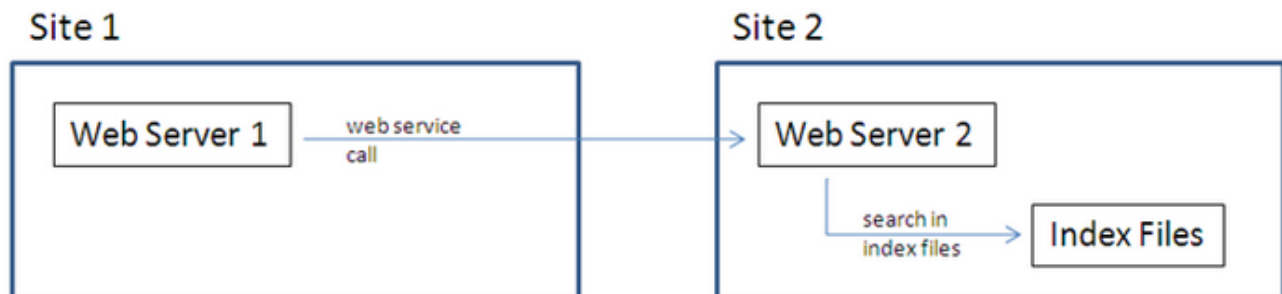 Site 1
Site 2
Web Server 1
web service
call
Web Server 2
search in
index files
Index Files